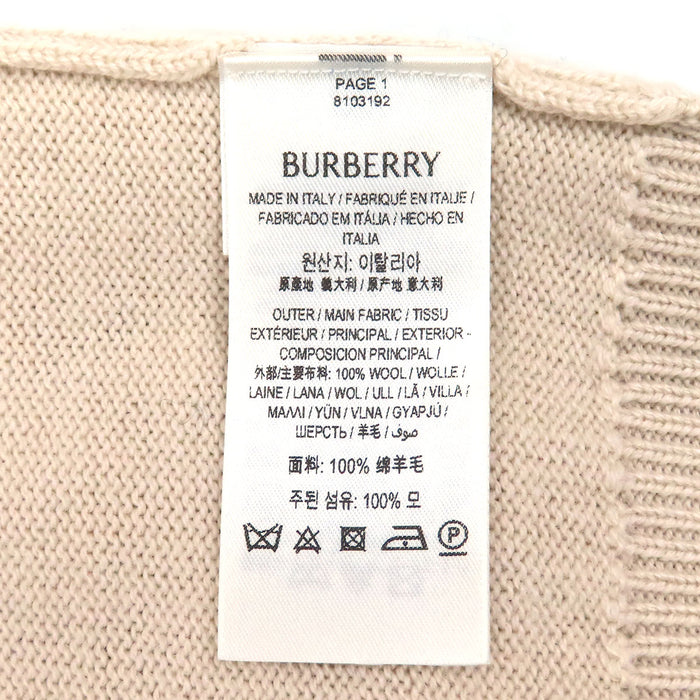 PAGE 1
8103192
BURBERRY
MADE IN ITALY / FABRIQUÉ EN ITALIE /
FABRICADO EM ITÁLIA / HECHO EN
ITALIA
원산지: 이탈리아
原產地 義大利 / 原产地 意大利
OUTER / MAIN FABRIC / TISSU
EXTÉRIEUR / PRINCIPAL / EXTERIOR -
COMPOSICION PRINCIPAL /
外部/主要布料: 100% WOOL / WOLLE /
LAINE / LANA / WOL / ULL / LÃ / VILLA /
ΜΑΛΛΙ / YÜN / VLNA / GYAPJÚ /
ШЕРСТЬ / 羊毛 / صوف /
面料: 100% 绵羊毛
주된 섬유: 100% 모
P